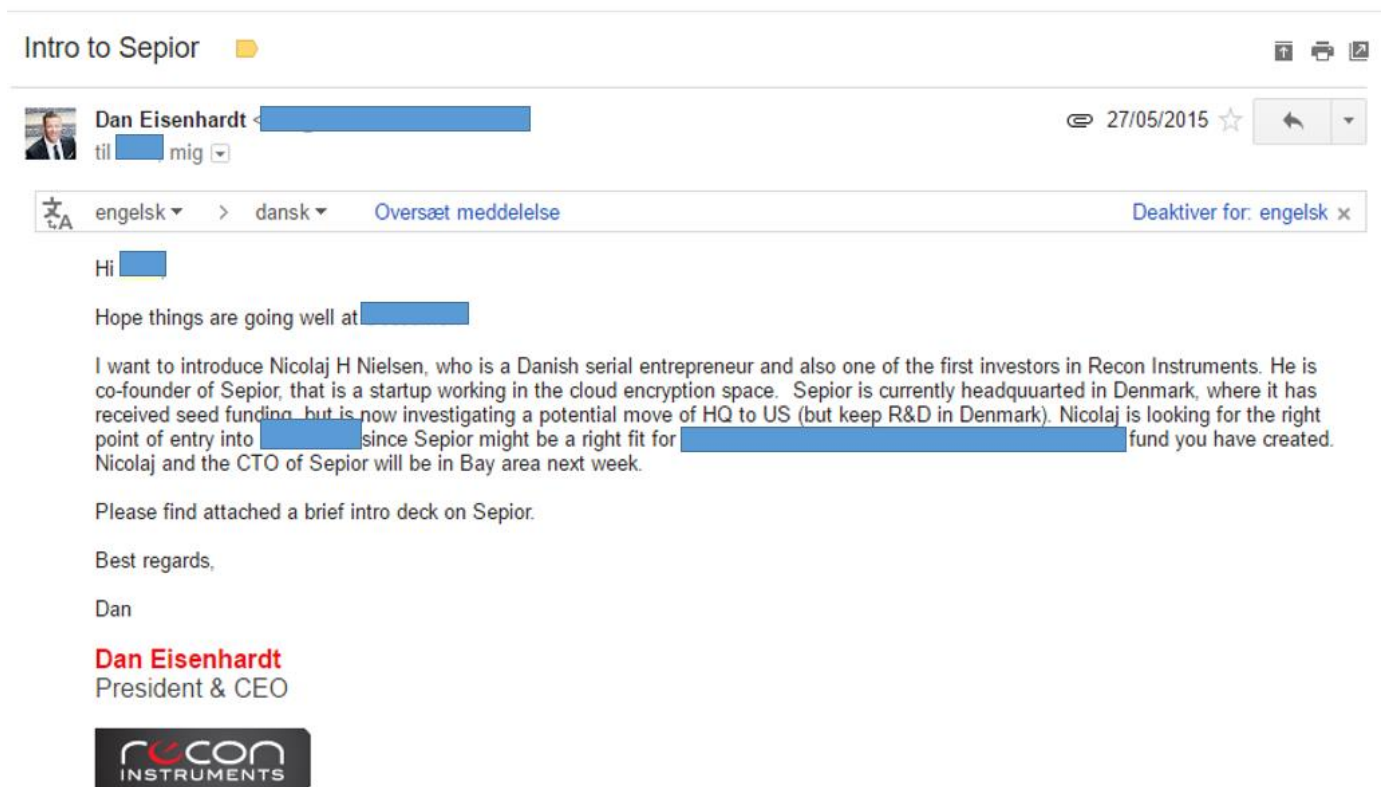 Intro to Sepior
Dan Eisenhardt <
27/05/2015
til mig
engelsk > dansk Oversæt meddelelse Deaktiver for: engelsk ×
Hi
Hope things are going well at
I want to introduce Nicolaj H Nielsen, who is a Danish serial entrepreneur and also one of the first investors in Recon Instruments. He is
co-founder of Sepior, that is a startup working in the cloud encryption space. Sepior is currently headquuarted in Denmark, where it has
received seed funding, but is now investigating a potential move of HQ to US (but keep R&D in Denmark). Nicolaj is looking for the right
point of entry into since Sepior might be a right fit for fund you have created.
Nicolaj and the CTO of Sepior will be in Bay area next week.
Please find attached a brief intro deck on Sepior.
Best regards,
Dan
Dan Eisenhardt
President & CEO
recon
INSTRUMENTS